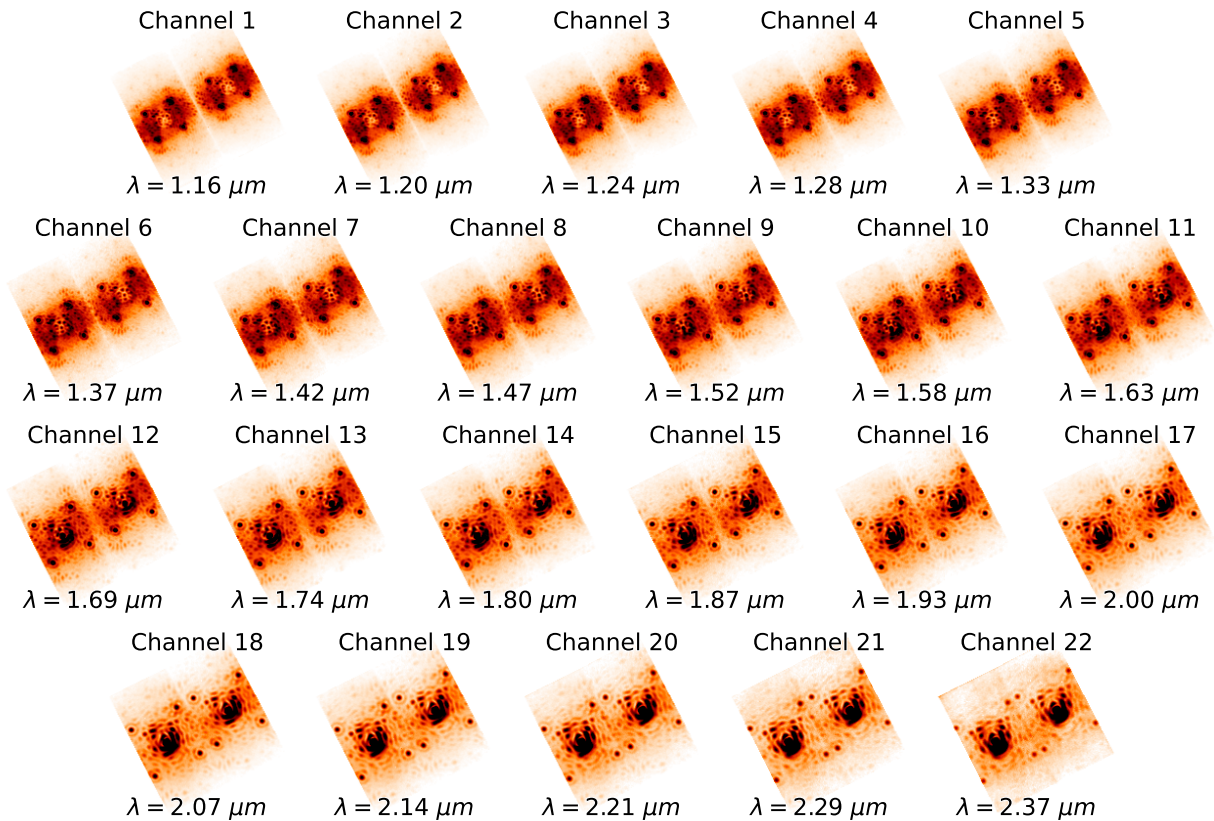 Channel 1 Channel 2 Channel 3 Channel 4 Channel 5
λ = 1.16 μm λ = 1.20 μm λ = 1.24 μm λ = 1.28 μm λ = 1.33 μm
Channel 6 Channel 7 Channel 8 Channel 9 Channel 10 Channel 11
λ = 1.37 μm λ = 1.42 μm λ = 1.47 μm λ = 1.52 μm λ = 1.58 μm λ = 1.63 μm
Channel 12 Channel 13 Channel 14 Channel 15 Channel 16 Channel 17
λ = 1.69 μm λ = 1.74 μm λ = 1.80 μm λ = 1.87 μm λ = 1.93 μm λ = 2.00 μm
Channel 18 Channel 19 Channel 20 Channel 21 Channel 22
λ = 2.07 μm λ = 2.14 μm λ = 2.21 μm λ = 2.29 μm λ = 2.37 μm